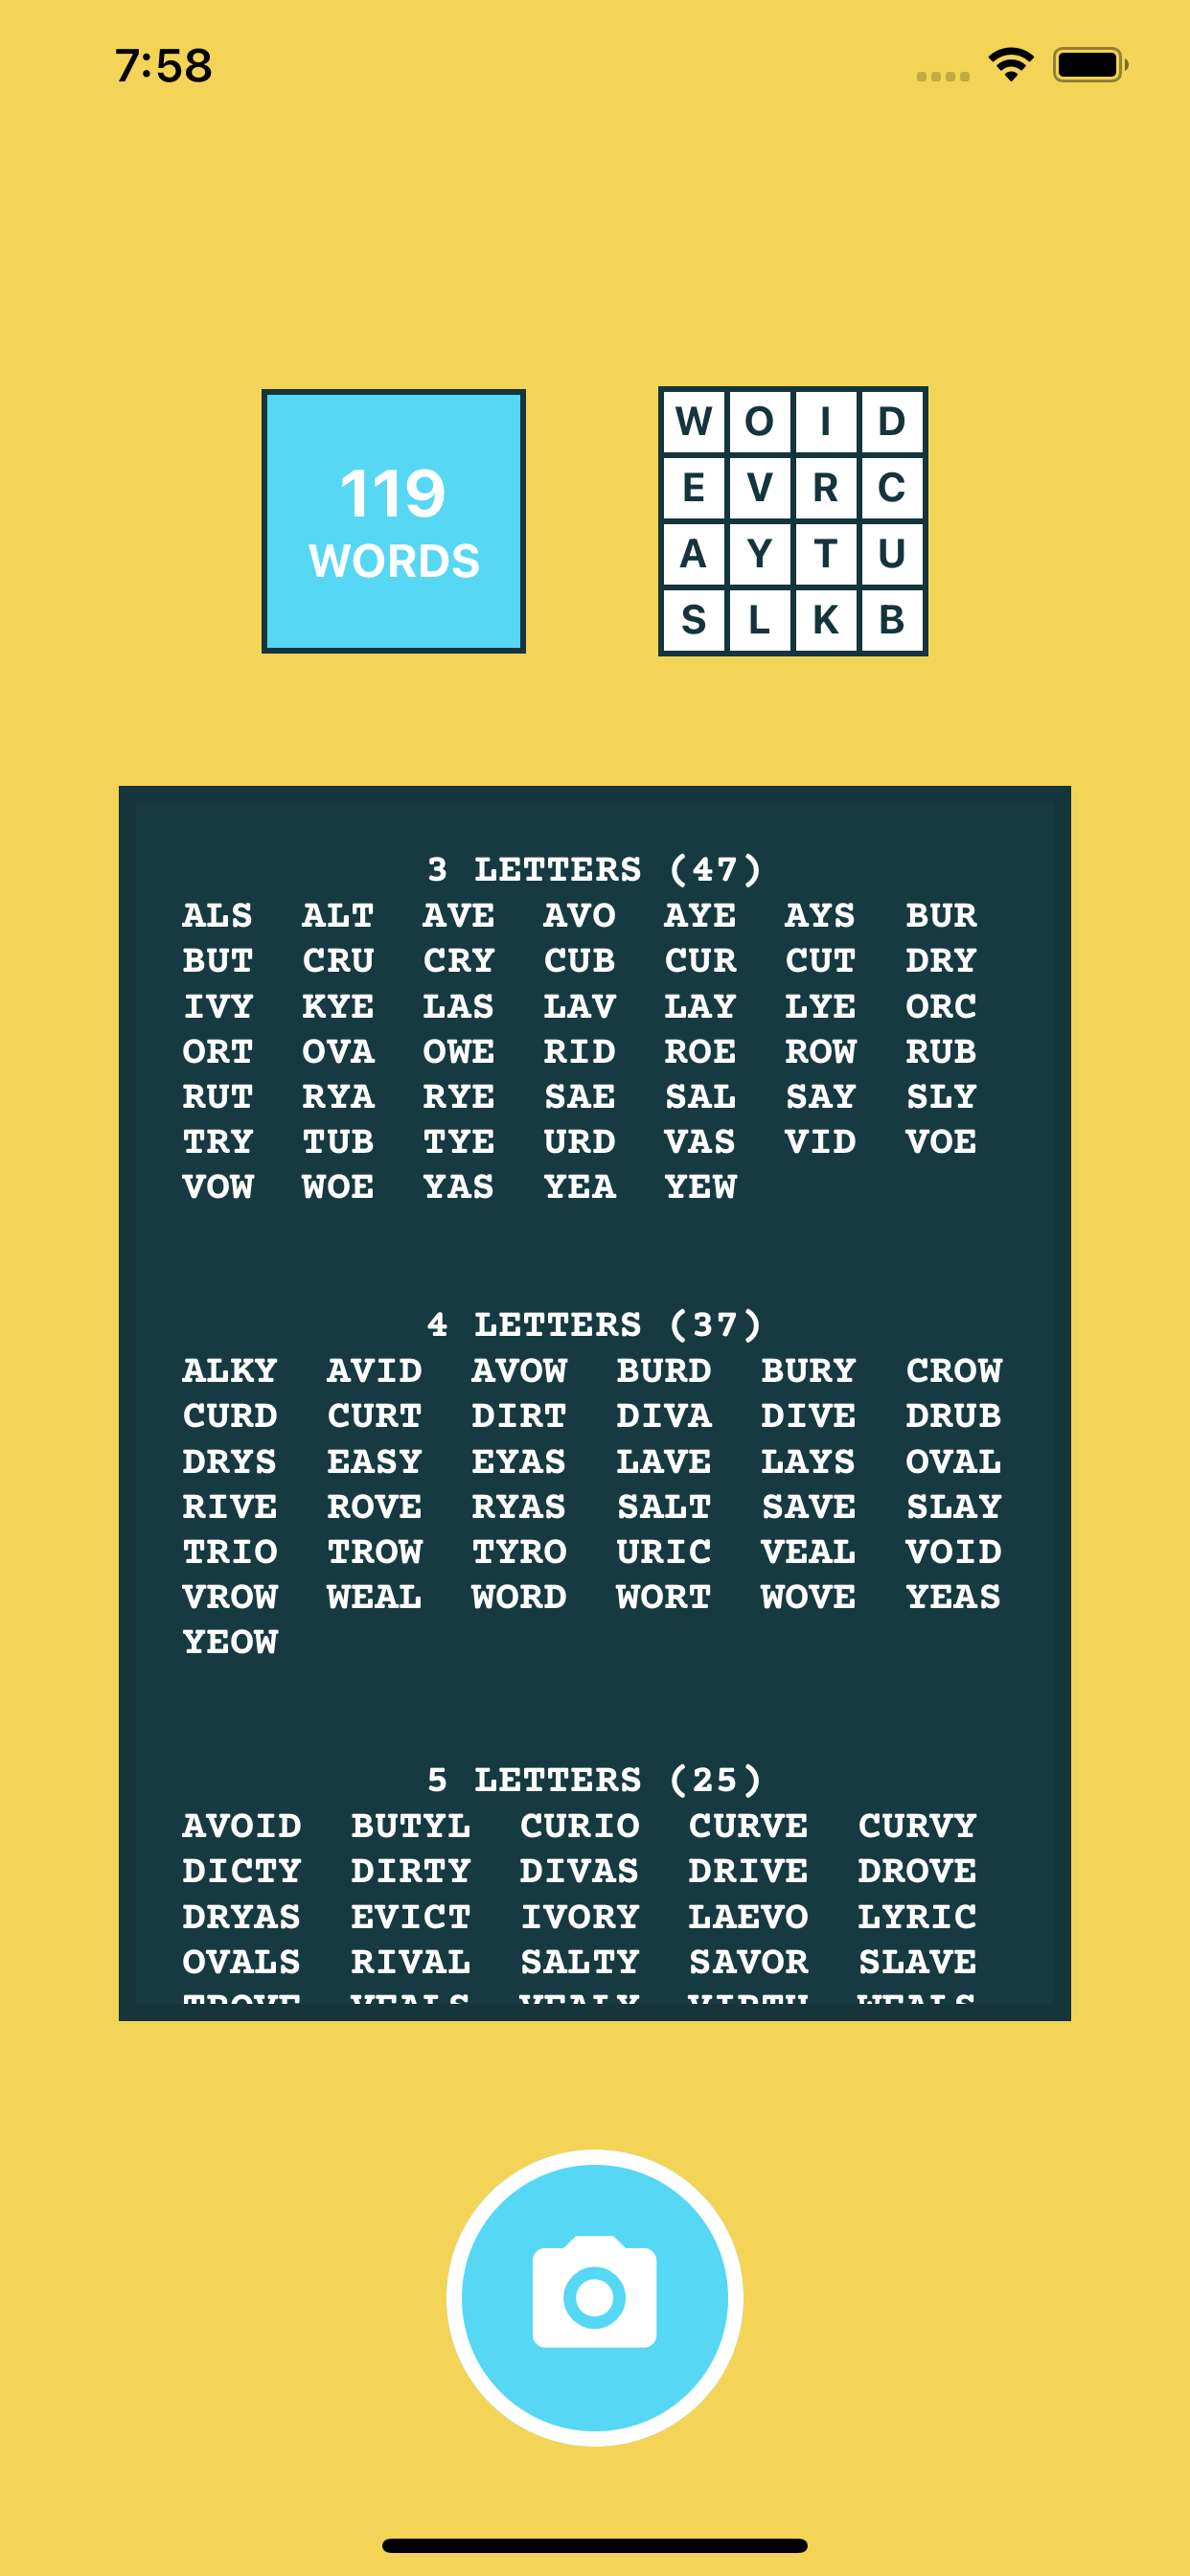 7:58
119
WORDS
W O I D
E V R C
A Y T U
S L K B
3 LETTERS (47)
ALS ALT AVE AVO AYE AYS BUR
BUT CRU CRY CUB CUR CUT DRY
IVY KYE LAS LAV LAY LYE ORC
ORT OVA OWE RID ROE ROW RUB
RUT RYA RYE SAE SAL SAY SLY
TRY TUB TYE URD VAS VID VOE
VOW WOE YAS YEA YEW
4 LETTERS (37)
ALKY AVID AVOW BURD BURY CROW
CURD CURT DIRT DIVA DIVE DRUB
DRYS EASY EYAS LAVE LAYS OVAL
RIVE ROVE RYAS SALT SAVE SLAY
TRIO TROW TYRO URIC VEAL VOID
VROW WEAL WORD WORT WOVE YEAS
YEOW
5 LETTERS (25)
AVOID BUTYL CURIO CURVE CURVY
DICTY DIRTY DIVAS DRIVE DROVE
DRYAS EVICT IVORY LAEVO LYRIC
OVALS RIVAL SALTY SAVOR SLAVE